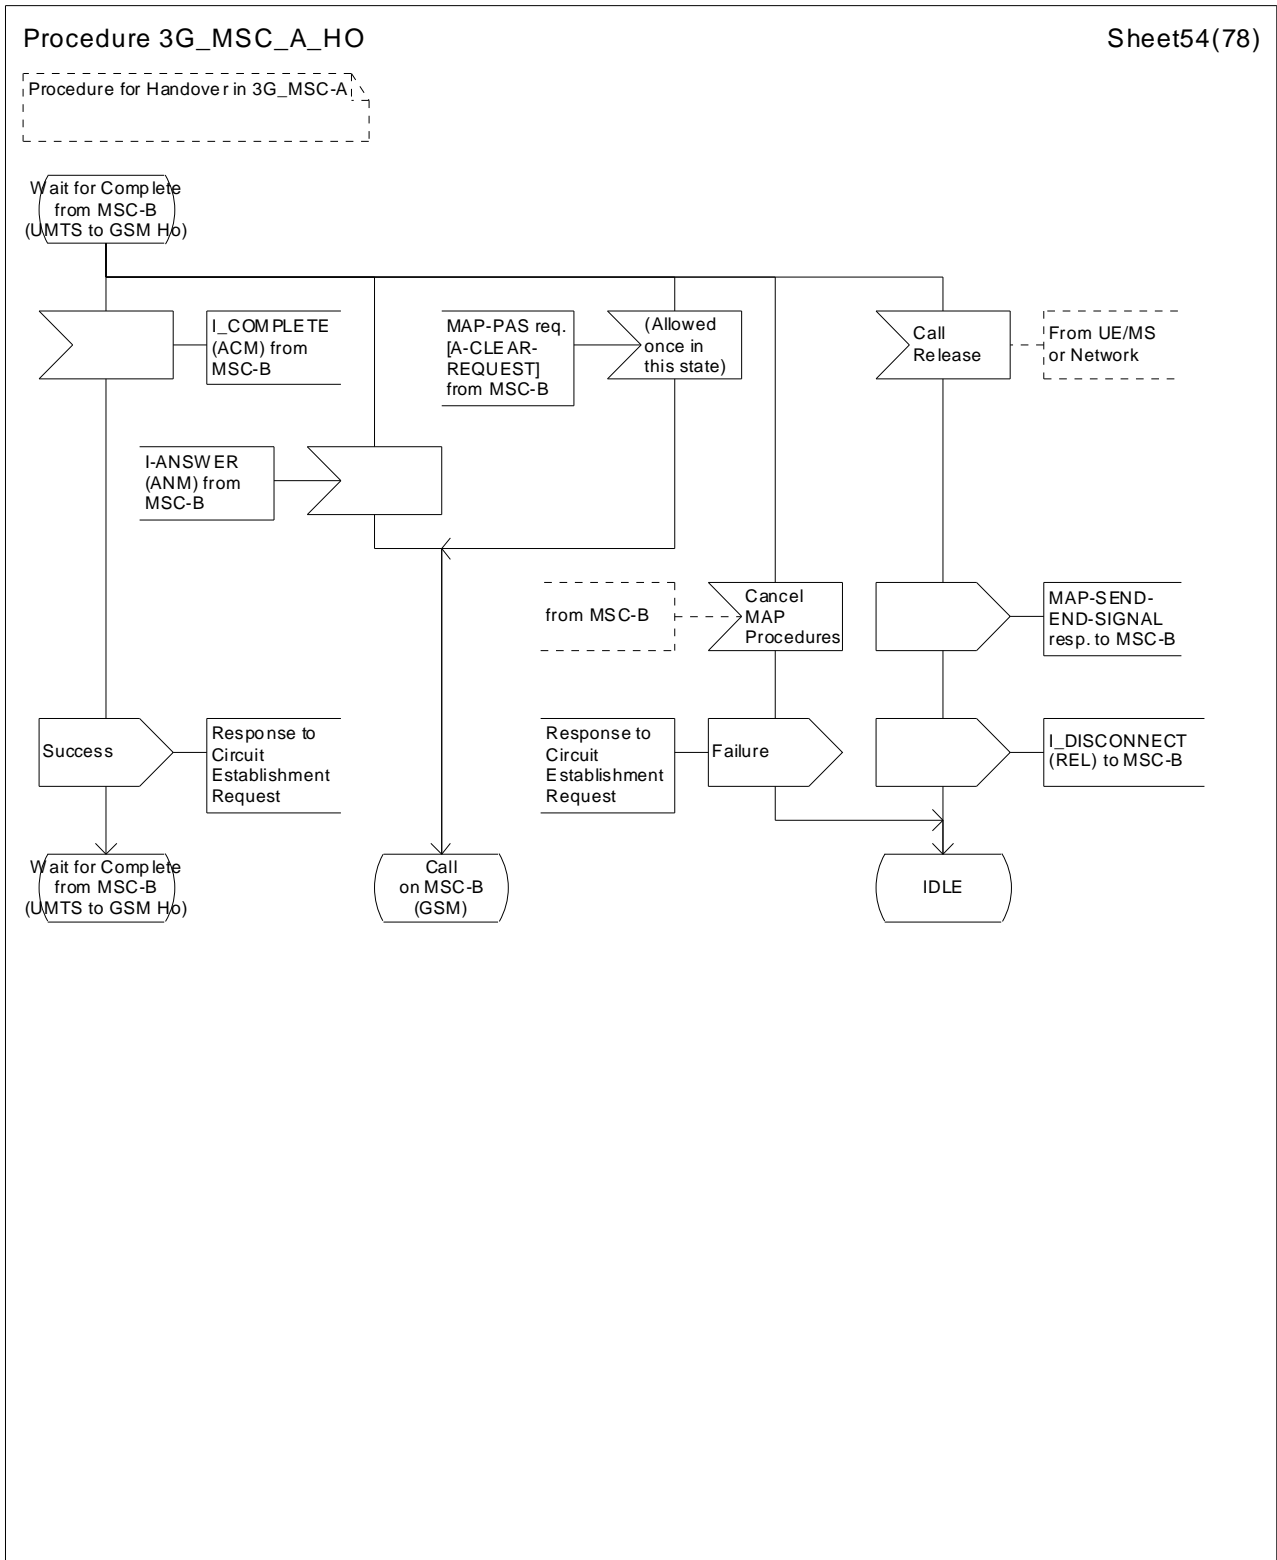 Procedure 3G_MSC_A_HO
Sheet54(78)
Procedure for Handover in 3G_MSC-A
Wait for Complete
from MSC-B
(UMTS to GSM Ho)
I_COMPLETE
(ACM) from
MSC-B
MAP-PAS req.
[A-CLEAR-
REQUEST]
from MSC-B
(Allowed
once in
this state)
Call
Release
From UE/MS
or Network
I-ANSWER
(ANM) from
MSC-B
from MSC-B
Cancel
MAP
Procedures
MAP-SEND-
END-SIGNAL
resp. to MSC-B
Success
Response to
Circuit
Establishment
Request
Response to
Circuit
Establishment
Request
Failure
I_DISCONNECT
(REL) to MSC-B
Wait for Complete
from MSC-B
(UMTS to GSM Ho)
Call
on MSC-B
(GSM)
IDLE